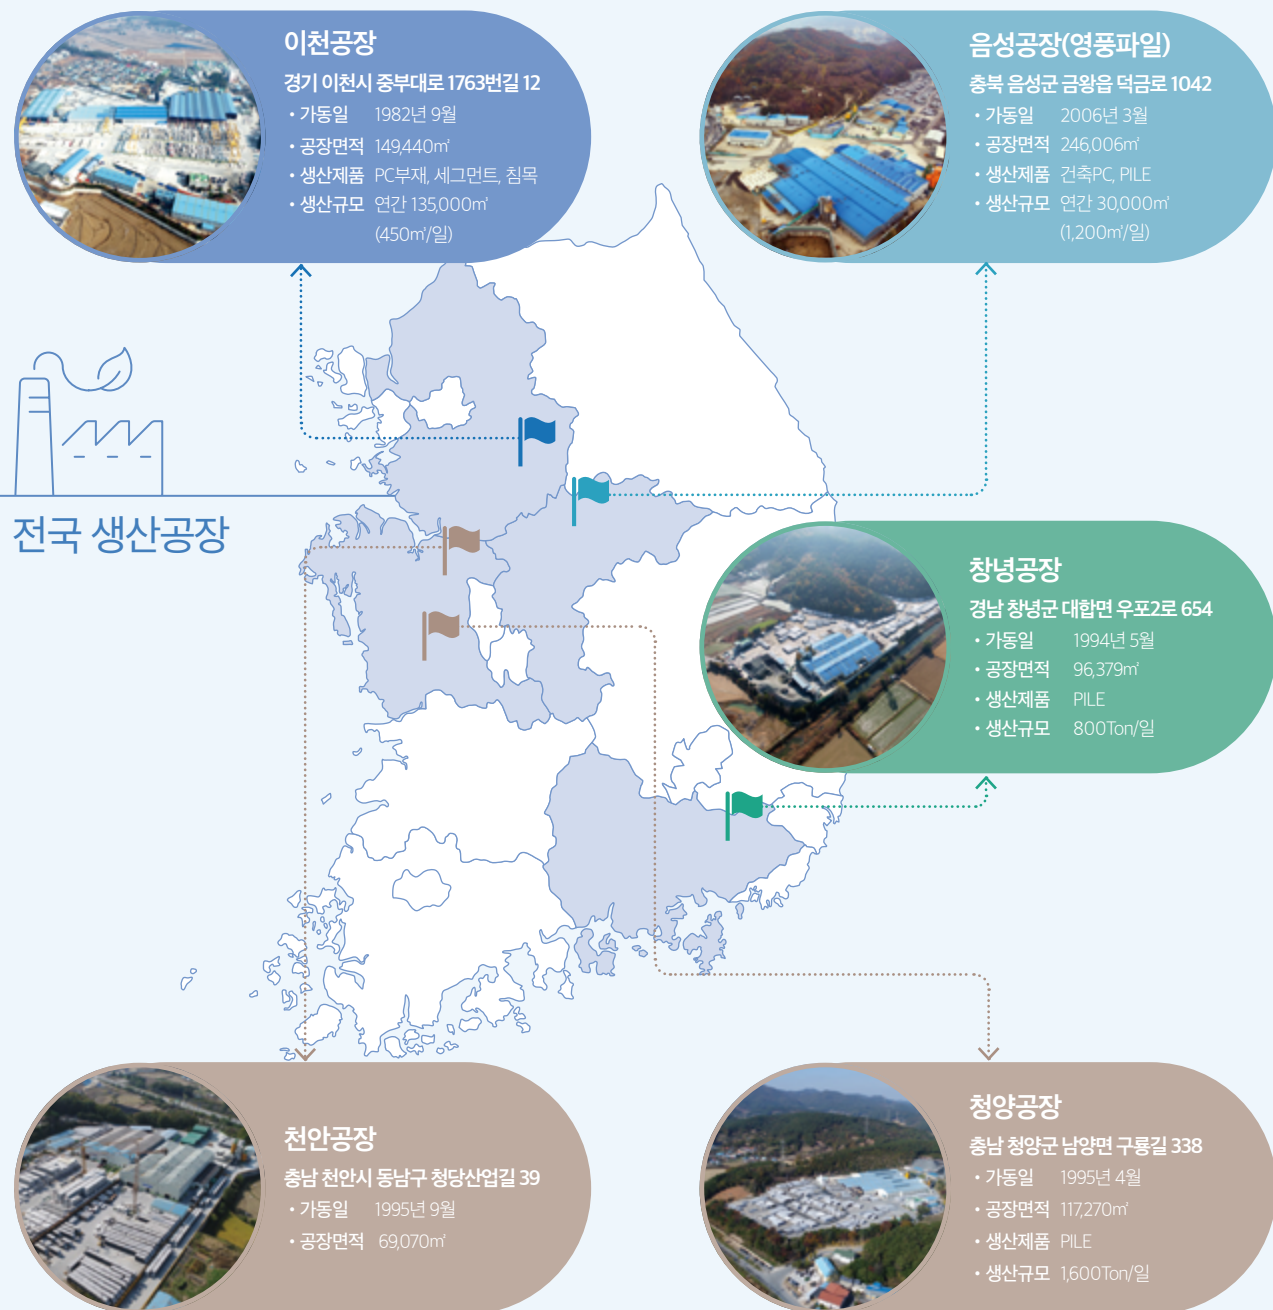 이천공장
경기 이천시 중부대로 1763번길 12
• 가동일 1982년 9월
• 공장면적 149,440㎡
• 생산제품 PC부재, 세그먼트, 침목
• 생산규모 연간 135,000㎥
(450㎥/일)
음성공장(영풍파일)
충북 음성군 금왕읍 덕금로 1042
• 가동일 2006년 3월
• 공장면적 246,006㎡
• 생산제품 건축PC, PILE
• 생산규모 연간 30,000㎥
(1,200㎥/일)
전국 생산공장
창녕공장
경남 창녕군 대합면 우포2로 654
• 가동일 1994년 5월
• 공장면적 96,379㎡
• 생산제품 PILE
• 생산규모 800Ton/일
천안공장
충남 천안시 동남구 청당산업길 39
• 가동일 1995년 9월
• 공장면적 69,070㎡
청양공장
충남 청양군 남양면 구룡길 338
• 가동일 1995년 4월
• 공장면적 117,270㎡
• 생산제품 PILE
• 생산규모 1,600Ton/일